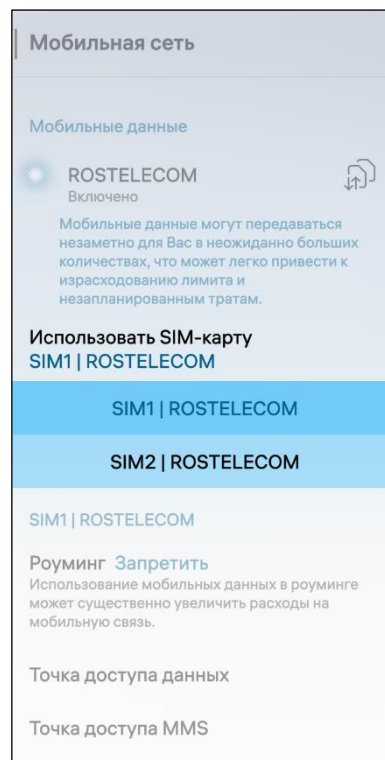 Мобильная сеть
Мобильные данные
ROSTELECOM
Включено
Мобильные данные могут передаваться
незаметно для Вас в неожиданно больших
количествах, что может легко привести к
израсходованию лимита и
незапланированным тратам.
Использовать SIM-карту
SIM1 | ROSTELECOM
SIM1 | ROSTELECOM
SIM2 | ROSTELECOM
SIM1 | ROSTELECOM
Роуминг Запретить
Использование мобильных данных в роуминге
может существенно увеличить расходы на
мобильную связь.
Точка доступа данных
Точка доступа MMS